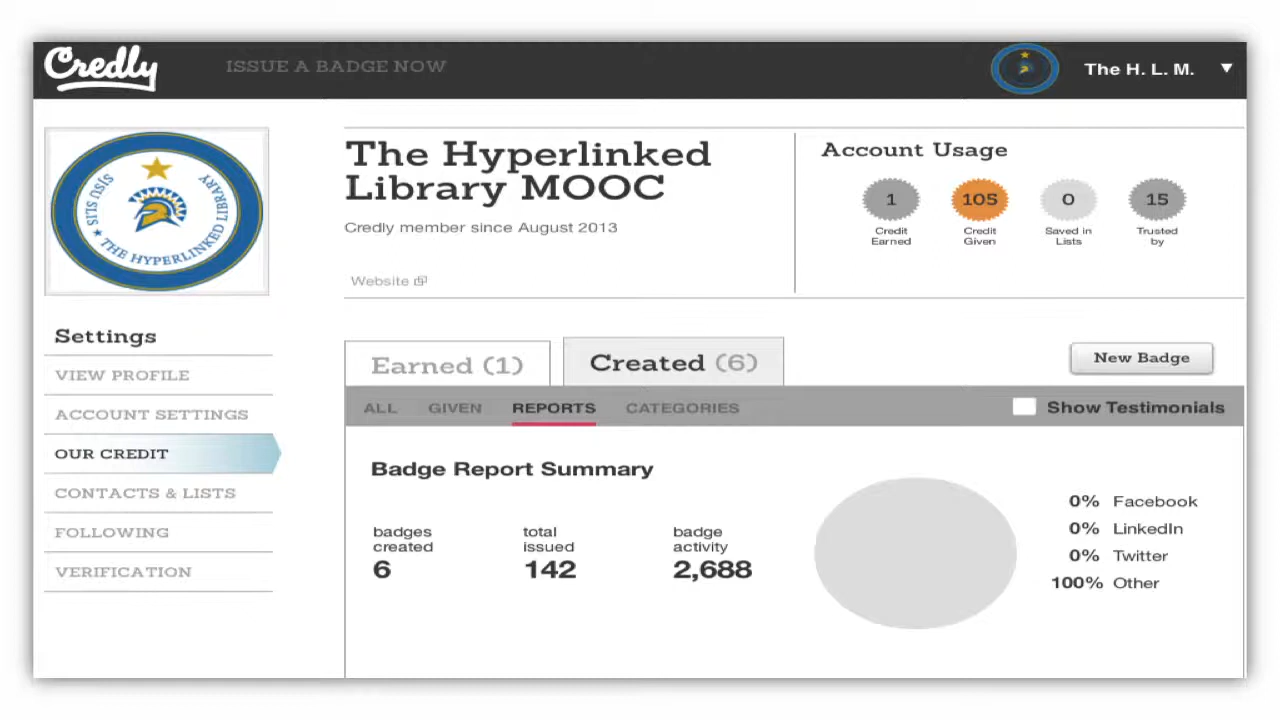 Credly
ISSUE A BADGE NOW
The H. L. M.
SJSU SLIS ★ THE HYPERLINKED LIBRARY
The Hyperlinked
Library MOOC
Credly member since August 2013
Website
Account Usage
1
105
0
15
Credit
Earned
Credit
Given
Saved in
Lists
Trusted
by
Settings
VIEW PROFILE
ACCOUNT SETTINGS
OUR CREDIT
CONTACTS & LISTS
FOLLOWING
VERIFICATION
Earned (1)
Created (6)
New Badge
ALL
GIVEN
REPORTS
CATEGORIES
Show Testimonials
Badge Report Summary
badges
created
6
total
issued
142
badge
activity
2,688
0% Facebook
0% LinkedIn
0% Twitter
100% Other